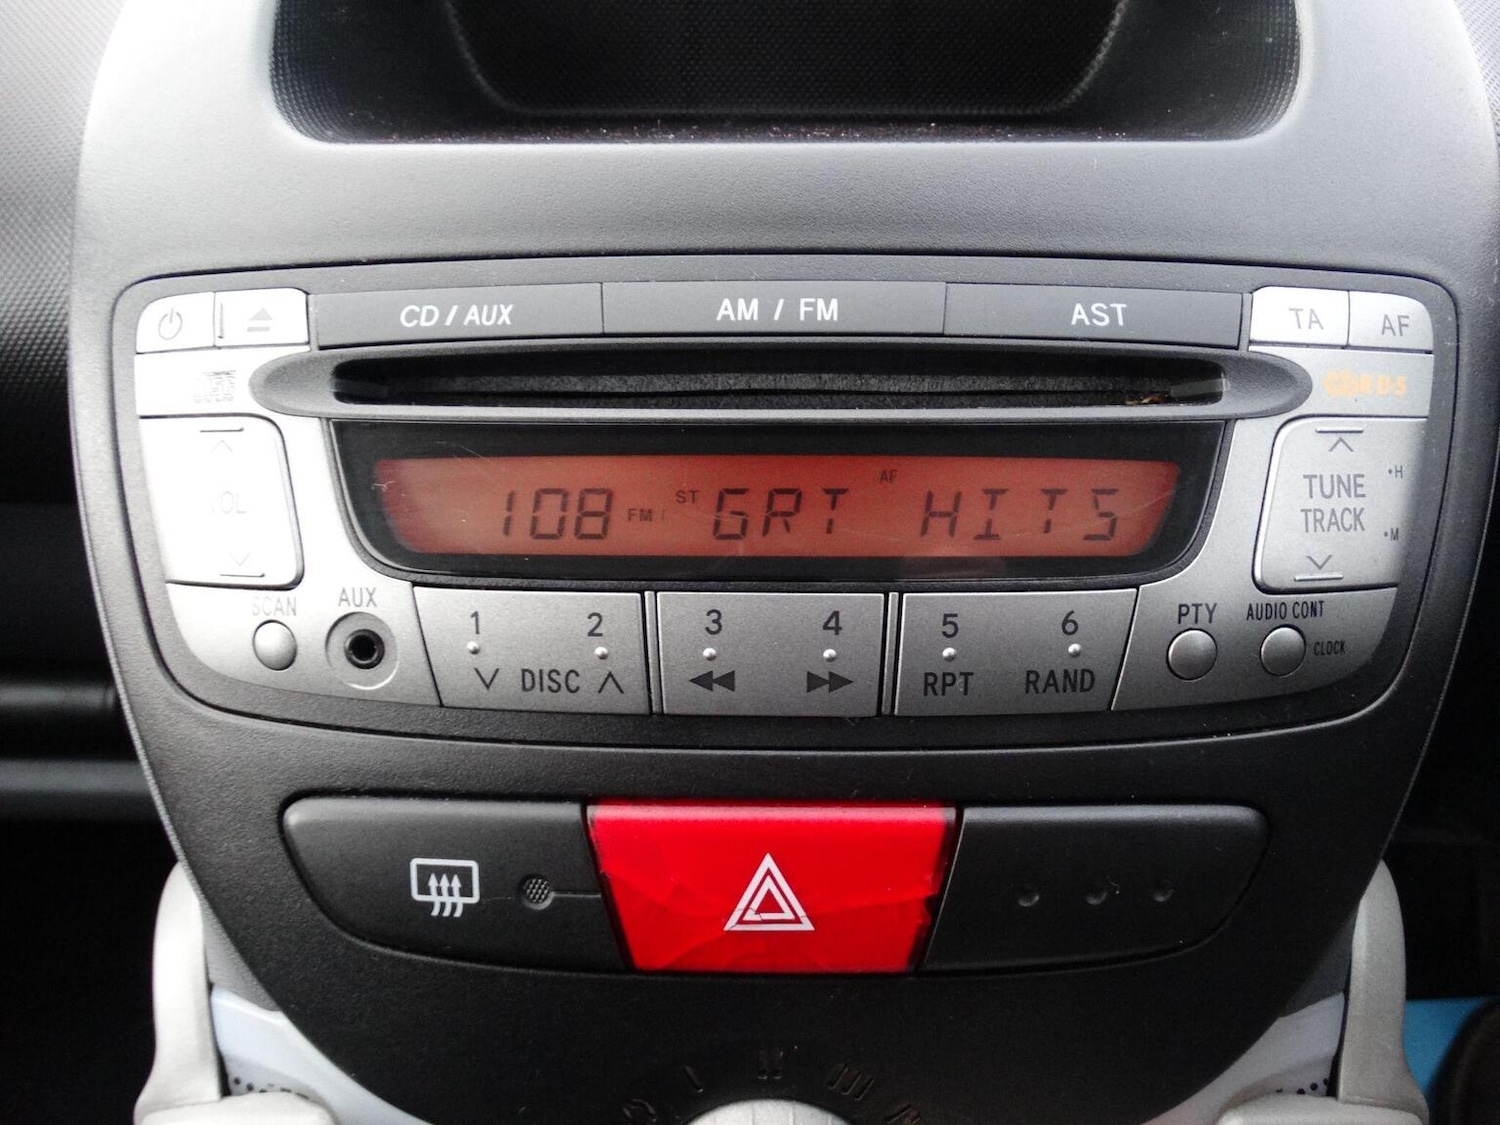 CD / AUX AM / FM AST TA AF
VOL
TUNE
TRACK
•H
•M
108 FM ST GRT AF HITS
SCAN AUX 1 2 3 4 5 6 PTY AUDIO CONT
CLOCK
DISC RPT RAND